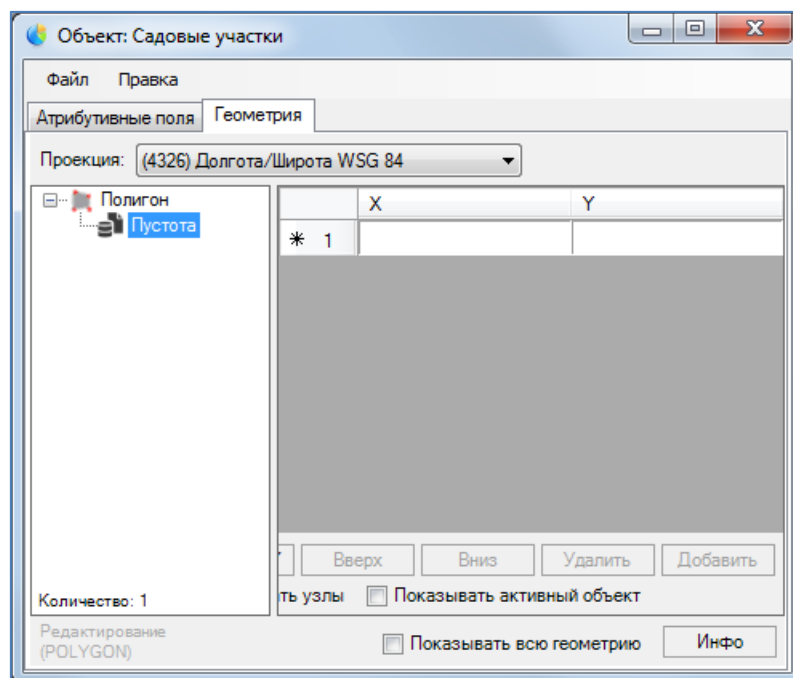 Объект: Садовые участки
Файл Правка
Атрибутивные поля Геометрия
Проекция: (4326) Долгота/Широта WSG 84
Полигон
Пустота
X Y
* 1
Вверх Вниз Удалить Добавить
ть узлы Показывать активный объект
Количество: 1
Редактирование
(POLYGON)
Показывать всю геометрию Инфо